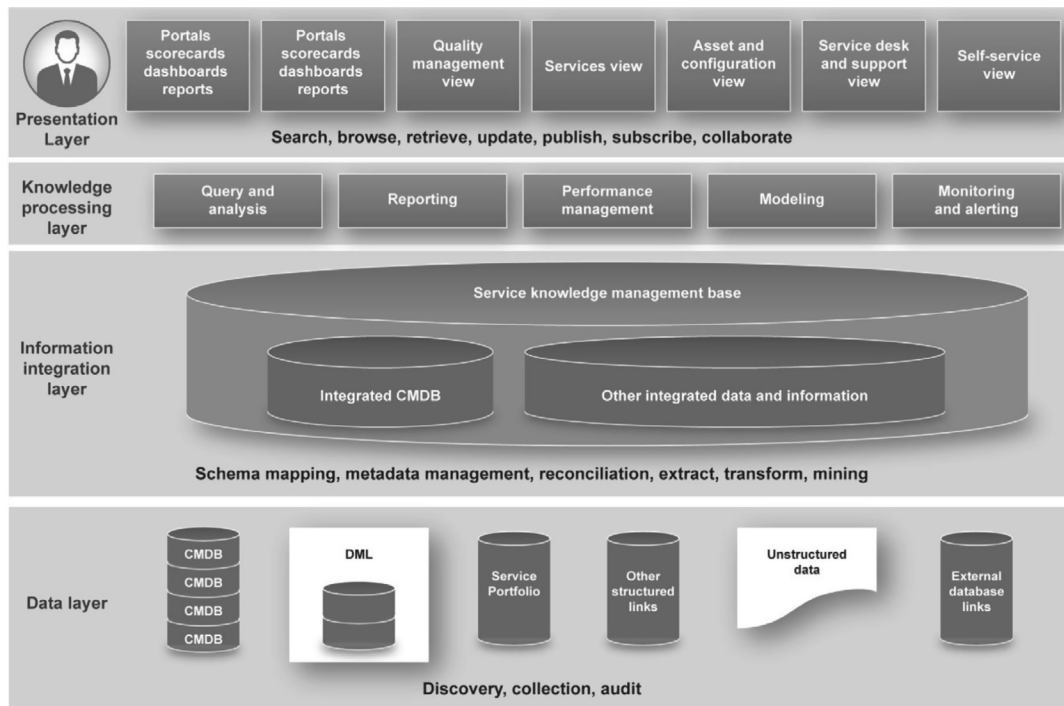 Portals
scorecards
dashboards
reports
Portals
scorecards
dashboards
reports
Quality
management
view
Services view
Asset and
configuration
view
Service desk
and support
view
Self-service
view
Presentation
Layer
Search, browse, retrieve, update, publish, subscribe, collaborate
Knowledge
processing
layer
Query and
analysis
Reporting
Performance
management
Modeling
Monitoring
and alerting
Information
integration
layer
Service knowledge management base
Integrated CMDB
Other integrated data and information
Schema mapping, metadata management, reconciliation, extract, transform, mining
Data layer
CMDB
CMDB
CMDB
CMDB
DML
Service
Portfolio
Other
structured
links
Unstructured
data
External
database
links
Discovery, collection, audit